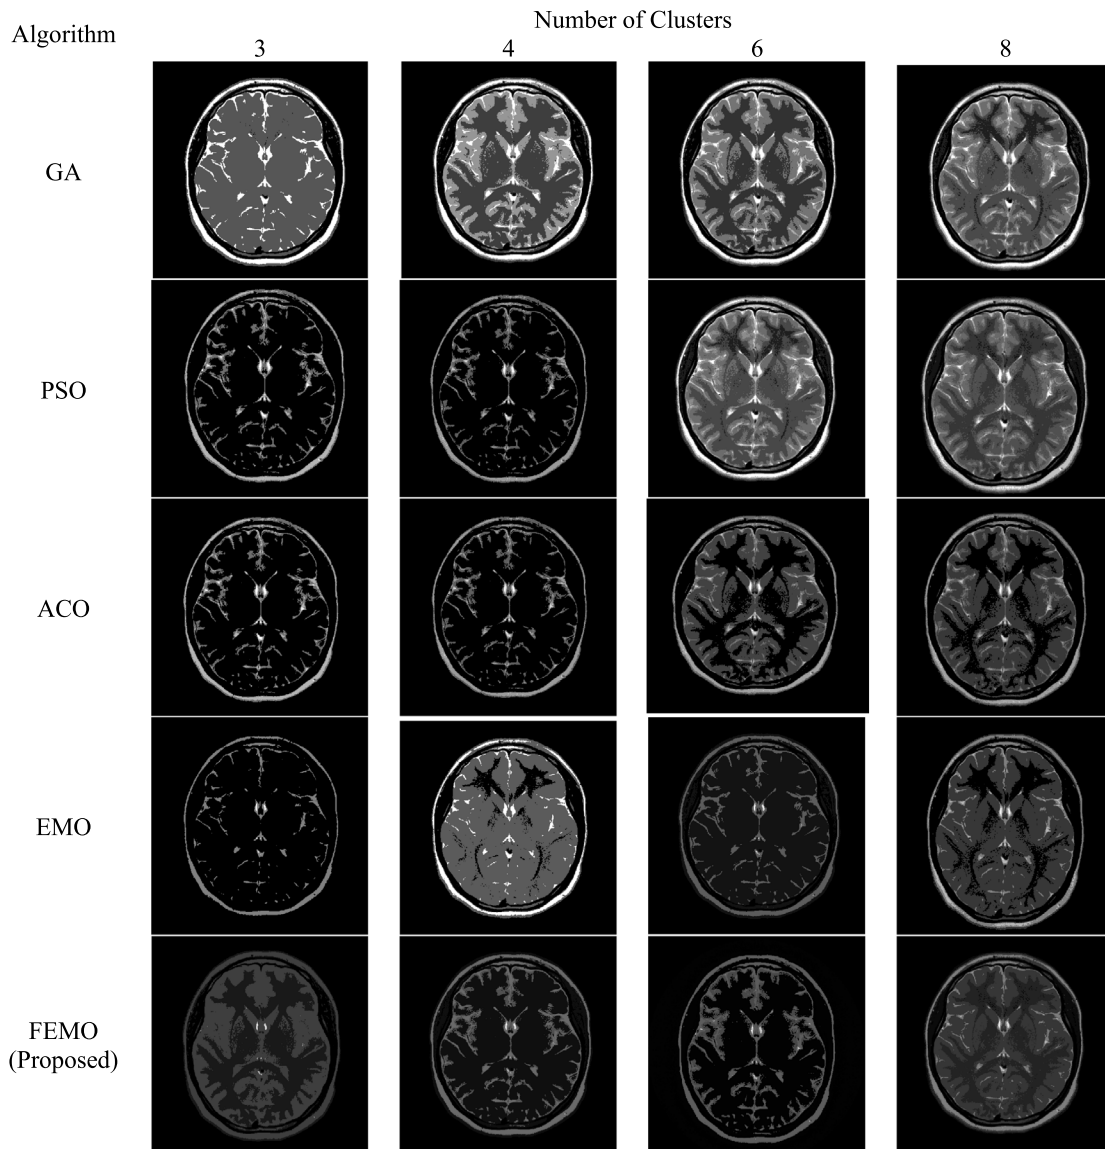 Number of Clusters
Algorithm
3 4 6 8
GA
PSO
ACO
EMO
FEMO
(Proposed)